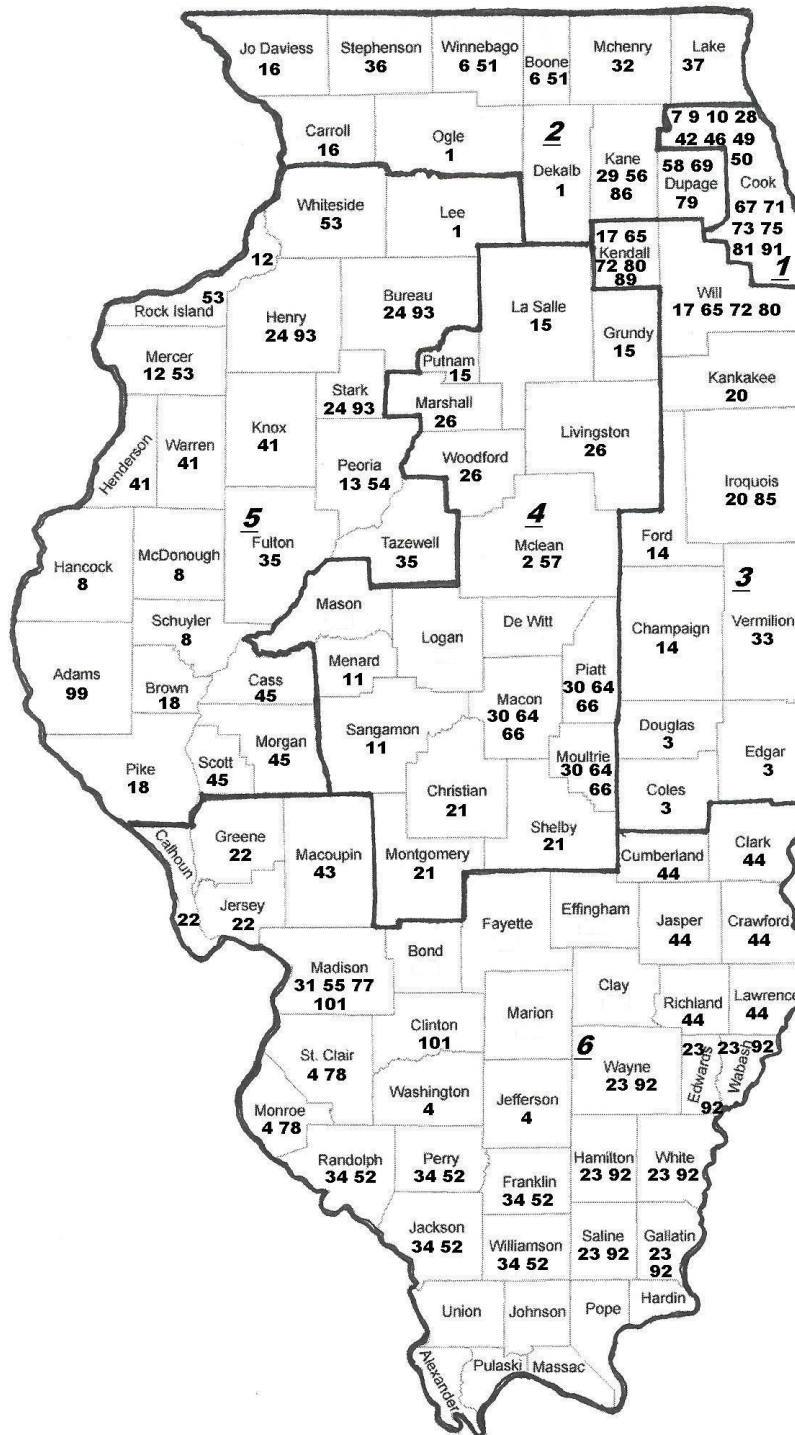 Jo Daviess
16
Stephenson
36
Winnebago
6 51
Boone
6 51
Mchenry
32
Lake
37
Carroll
16
Ogle
1
2
Dekalb
1
Kane
29 56
86
7 9 10 28
42 46 49
50
Cook
67 71
73 75
81 91
1
58 69
Dupage
79
Whiteside
53
Lee
1
12
53
Rock Island
Henry
24 93
Bureau
24 93
La Salle
15
17 65
Kendall
72 80
89
Will
17 65 72 80
Grundy
15
Mercer
12 53
Putnam
15
Stark
24 93
Marshall
26
Kankakee
20
Henderson
41
Warren
41
Knox
41
Peoria
13 54
Woodford
26
Livingston
26
Iroquois
20 85
Hancock
8
McDonough
8
5
Fulton
35
Tazewell
35
4
Mclean
2 57
Ford
14
3
Schuyler
8
Mason
Logan
De Witt
Champaign
14
Vermilion
33
Adams
99
Brown
18
Cass
45
Menard
11
Macon
30 64
66
Piatt
30 64
66
Pike
18
Scott
45
Morgan
45
Sangamon
11
Christian
21
Moultrie
30 64
66
Douglas
3
Edgar
3
Coles
3
Calhoun
22
Greene
22
Macoupin
43
Montgomery
21
Shelby
21
Cumberland
44
Clark
44
Jersey
22
Fayette
Effingham
Jasper
44
Crawford
44
Madison
31 55 77
101
Bond
Clay
Richland
44
Lawrence
44
Clinton
101
Marion
6
St. Clair
4 78
Wayne
23 92
23
Edwards
92
23 92
Wabash
Washington
4
Jefferson
4
Monroe
4 78
Randolph
34 52
Perry
34 52
Franklin
34 52
Hamilton
23 92
White
23 92
Jackson
34 52
Williamson
34 52
Saline
23 92
Gallatin
23
92
Union
Johnson
Pope
Hardin
Alexander
Pulaski
Massac